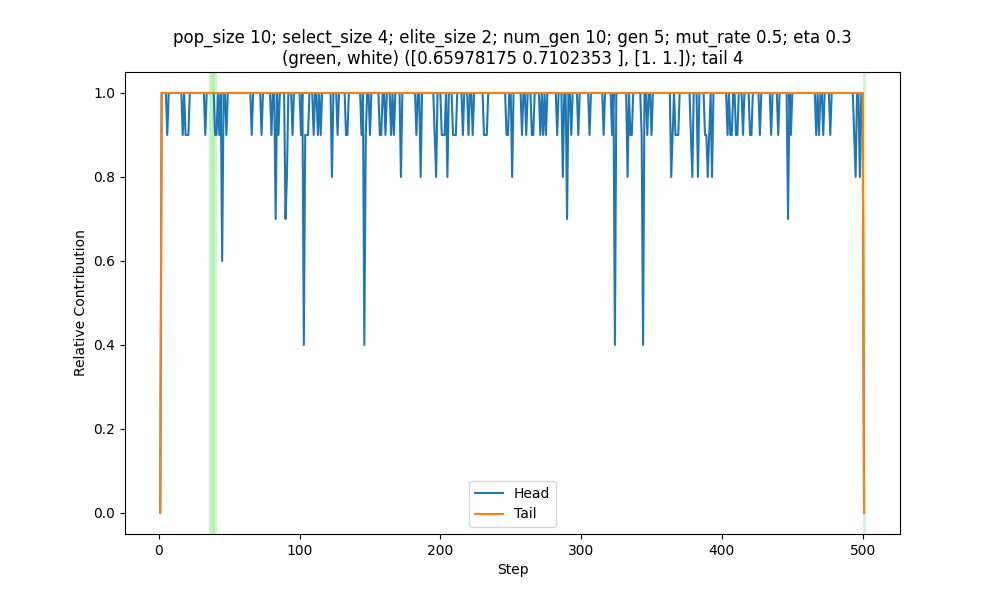 pop_size 10; select_size 4; elite_size 2; num_gen 10; gen 5; mut_rate 0.5; eta 0.3
(green, white) ([0.65978175 0.7102353 ], [1. 1.]); tail 4
1.0
0.8
0.6
0.4
0.2
0.0
Relative Contribution
Head
Tail
0 100 200 300 400 500
Step